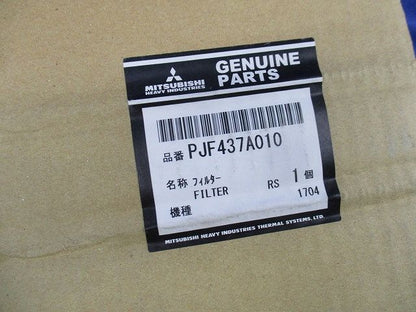 MITSUBISHI
HEAVY INDUSTRIES
GENUINE
PARTS
品番 PJF437A010
名称 フィルター RS 1個
FILTER 1704
機種
MITSUBISHI HEAVY INDUSTRIES THERMAL SYSTEMS, LTD.